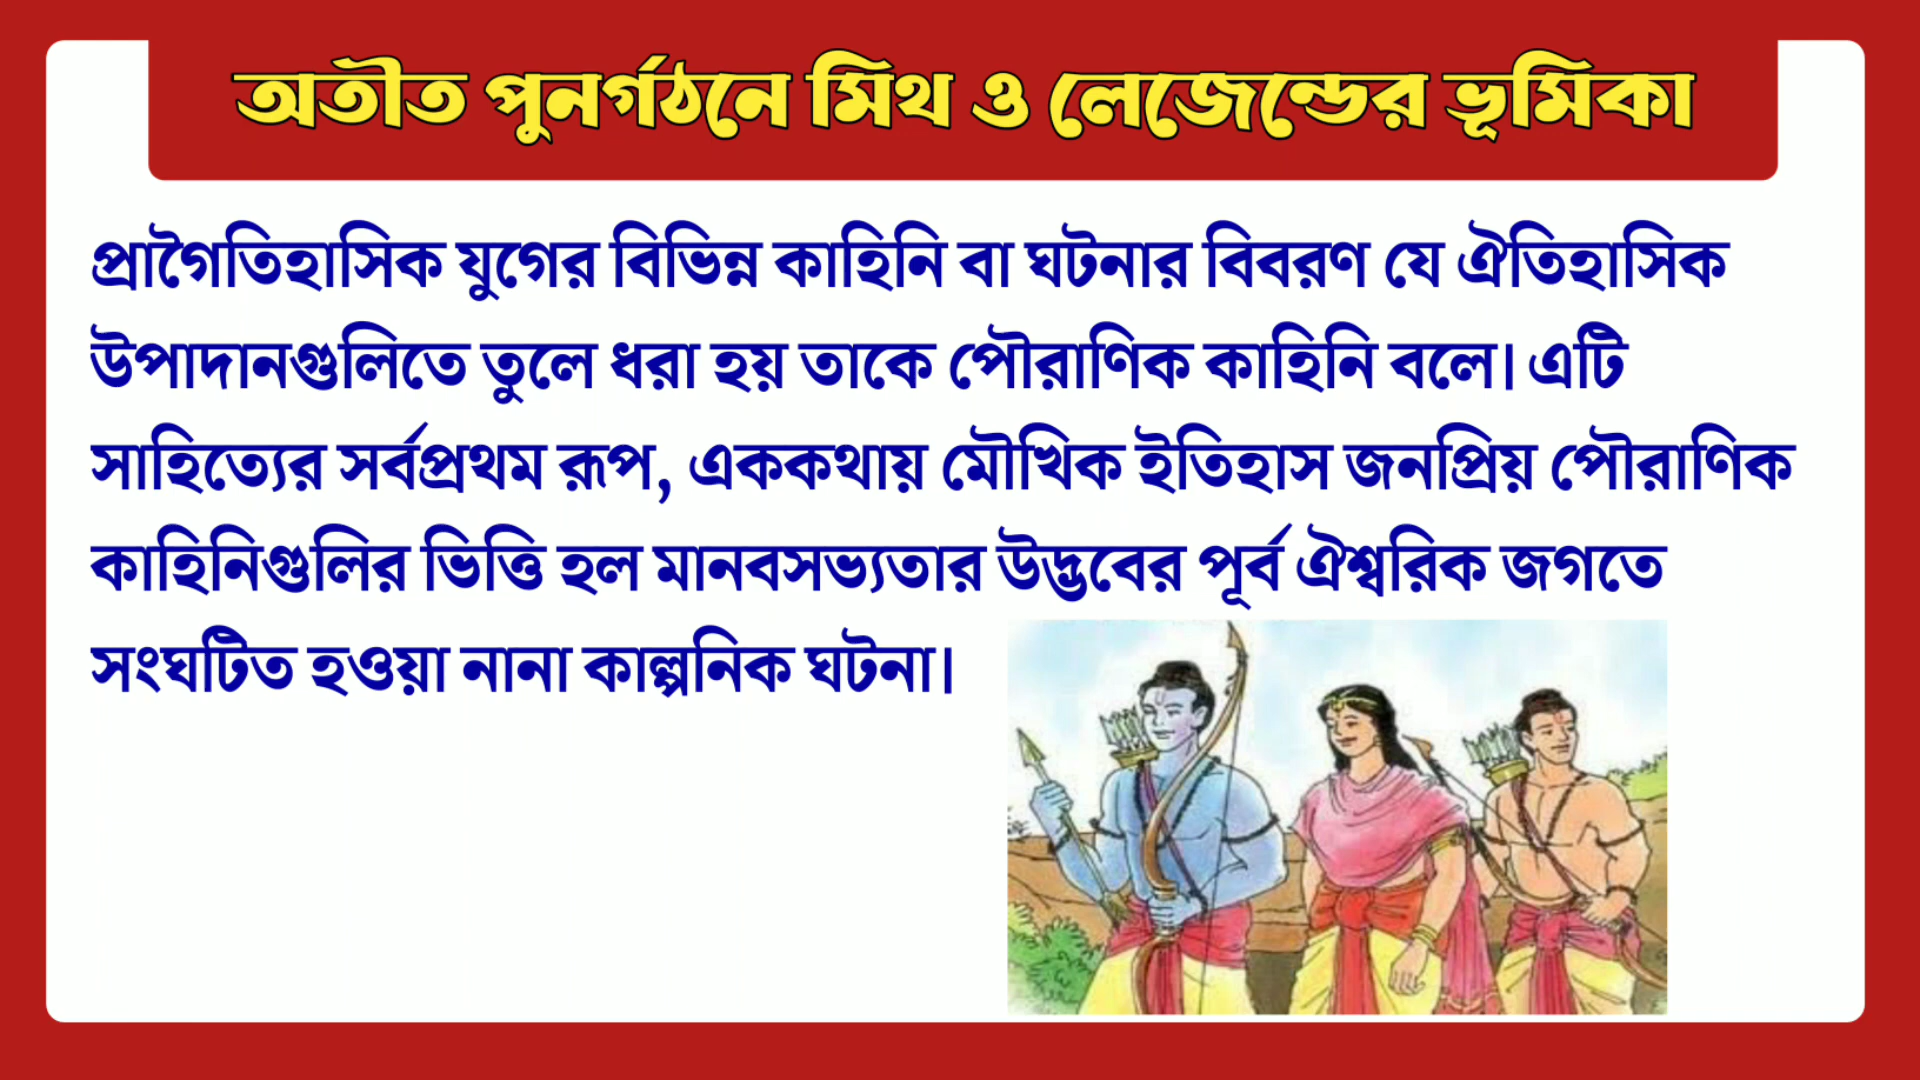 অতীত পুনর্গঠনে মিথ ও লেজেন্ডের ভূমিকা
প্রাগৈতিহাসিক যুগের বিভিন্ন কাহিনি বা ঘটনার বিবরণ যে ঐতিহাসিক
উপাদানগুলিতে তুলে ধরা হয় তাকে পৌরাণিক কাহিনি বলে। এটি
সাহিত্যের সর্বপ্রথম রূপ, এককথায় মৌখিক ইতিহাস জনপ্রিয় পৌরাণিক
কাহিনিগুলির ভিত্তি হল মানবসভ্যতার উদ্ভবের পূর্ব ঐশ্বরিক জগতে
সংঘটিত হওয়া নানা কাল্পনিক ঘটনা।